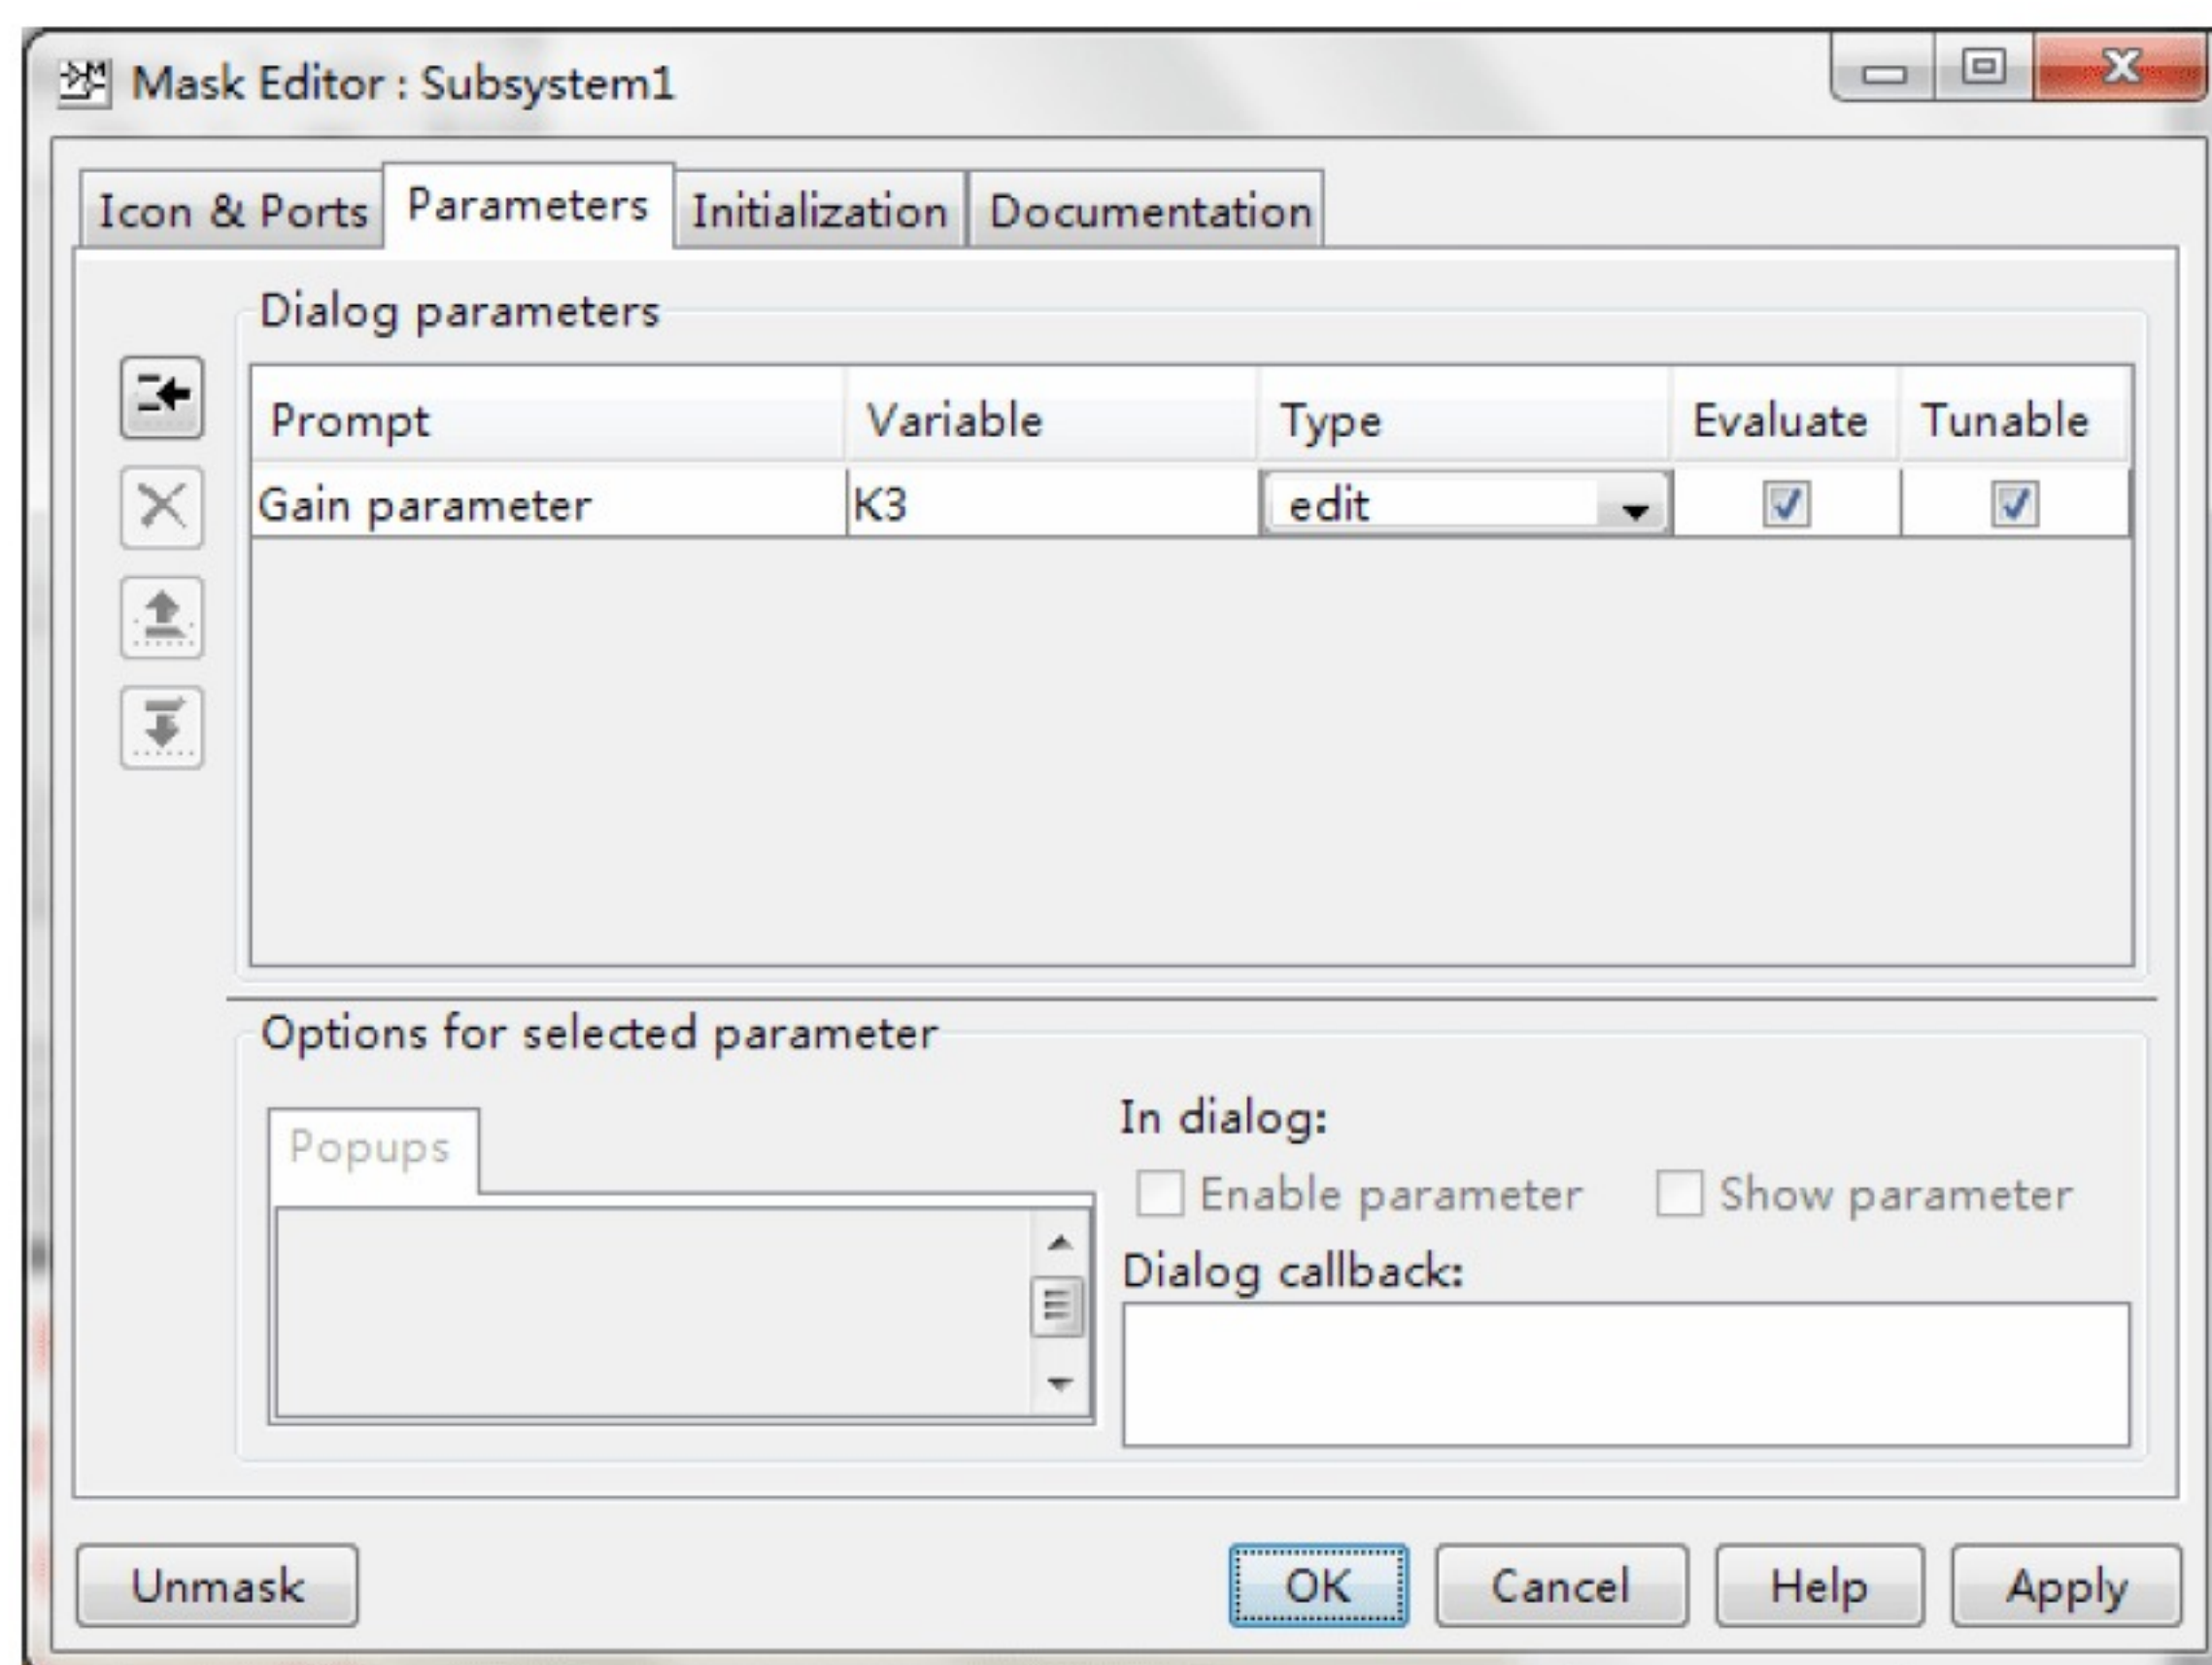 Mask Editor : Subsystem1
Icon & Ports Parameters Initialization Documentation
Dialog parameters
Prompt Variable Type Evaluate Tunable
Gain parameter K3 edit
Options for selected parameter
Popups
In dialog:
Enable parameter Show parameter
Dialog callback:
Unmask OK Cancel Help Apply